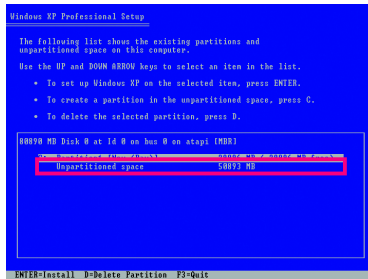 Windows XP Professional Setup
The following list shows the existing partitions and
unpartitioned space on this computer.
Use the UP and DOWN ARROW keys to select an item in the list.
• To set up Windows XP on the selected item, press ENTER.
• To create a partition in the unpartitioned space, press C.
• To delete the selected partition, press D.
80890 MB Disk 0 at Id 0 on bus 0 on atapi [MBR]
Unpartitioned space 50893 MB
ENTER=Install D=Delete Partition F3=Quit